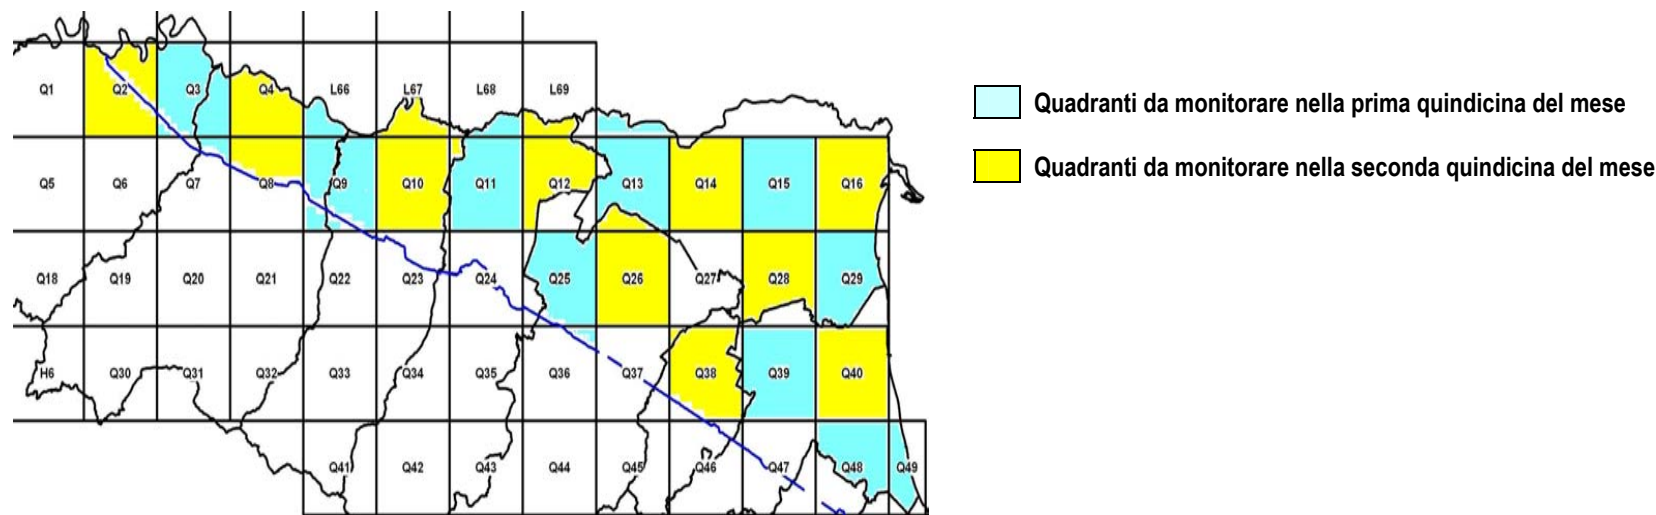 Q1 Q2 Q3 Q4 L66 L67 L68 L69
Q5 Q6 Q7 Q8 Q9 Q10 Q11 Q12 Q13 Q14 Q15 Q16
Q18 Q19 Q20 Q21 Q22 Q23 Q24 Q25 Q26 Q27 Q28 Q29
H6 Q30 Q31 Q32 Q33 Q34 Q35 Q36 Q37 Q38 Q39 Q40
Q41 Q42 Q43 Q44 Q45 Q46 Q47 Q48 Q49
Quadranti da monitorare nella prima quindicina del mese
Quadranti da monitorare nella seconda quindicina del mese